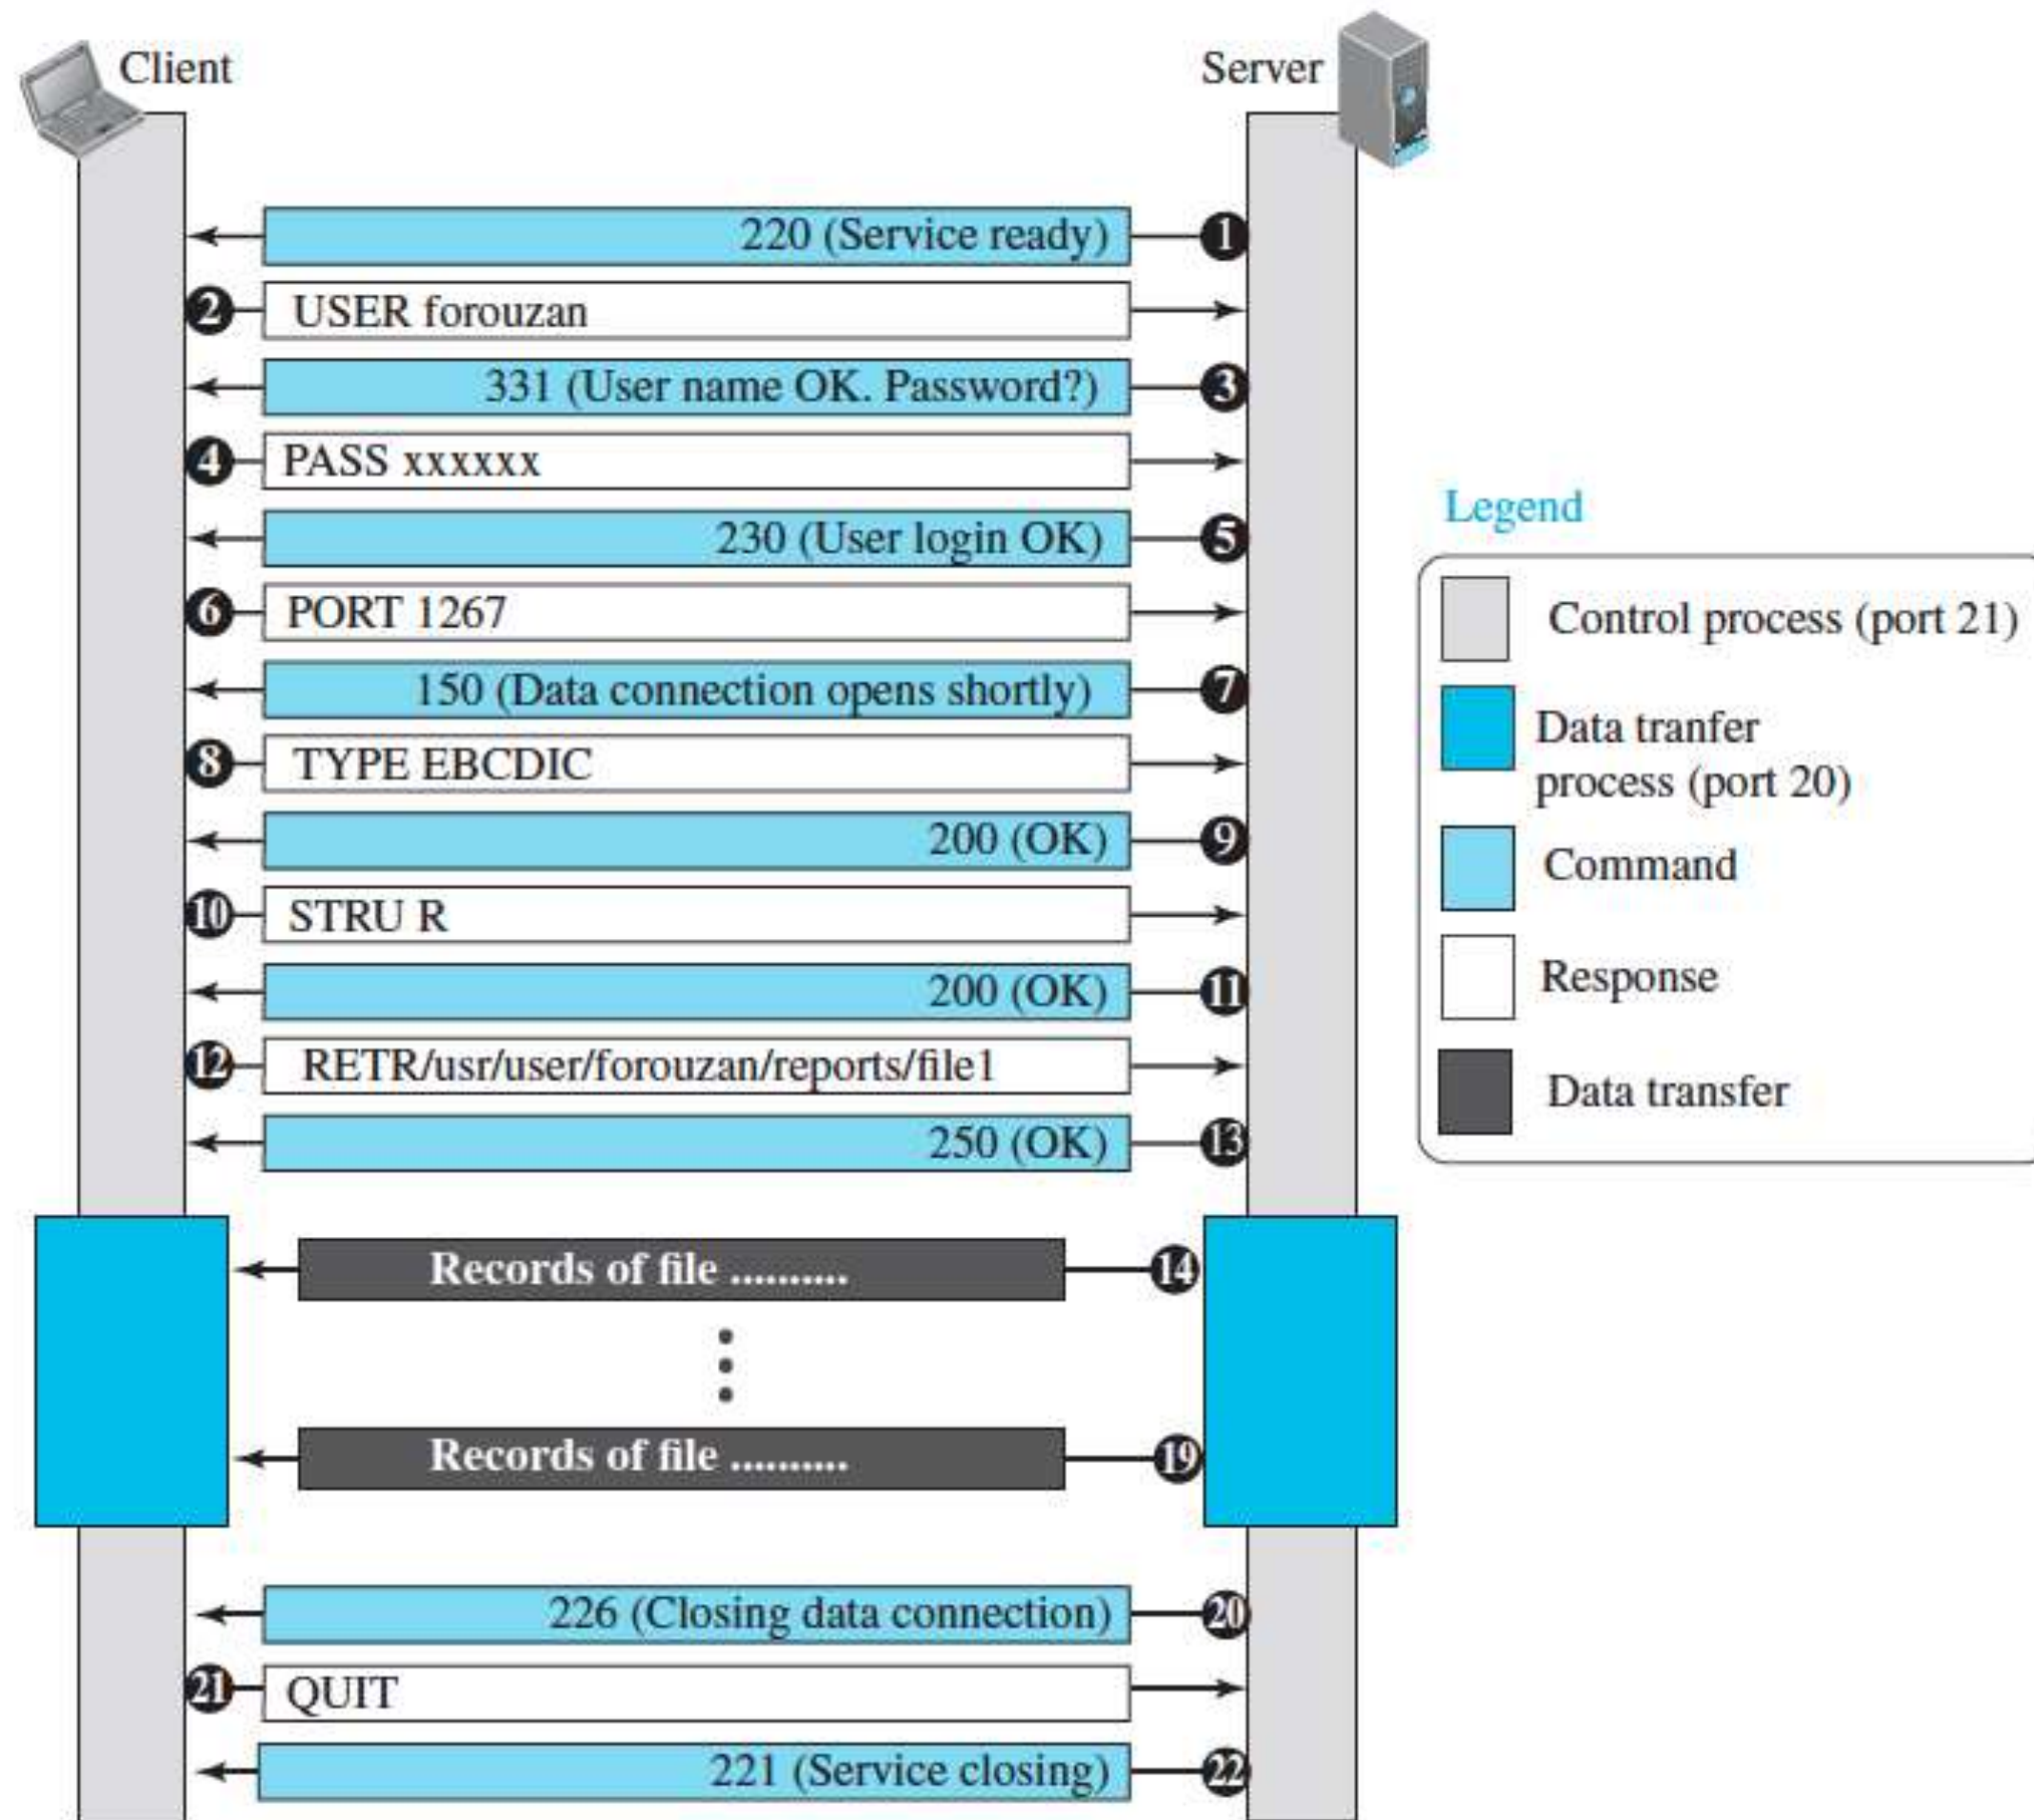 Client
Server
220 (Service ready)
1
2
USER forouzan
331 (User name OK. Password?)
3
4
PASS xxxxxx
230 (User login OK)
5
6
PORT 1267
150 (Data connection opens shortly)
7
8
TYPE EBCDIC
200 (OK)
9
10
STRU R
200 (OK)
11
12
RETR/usr/user/forouzan/reports/file1
250 (OK)
13
Records of file ..........
14
Records of file ..........
19
226 (Closing data connection)
20
21
QUIT
221 (Service closing)
22
Legend
Control process (port 21)
Data tranfer
process (port 20)
Command
Response
Data transfer